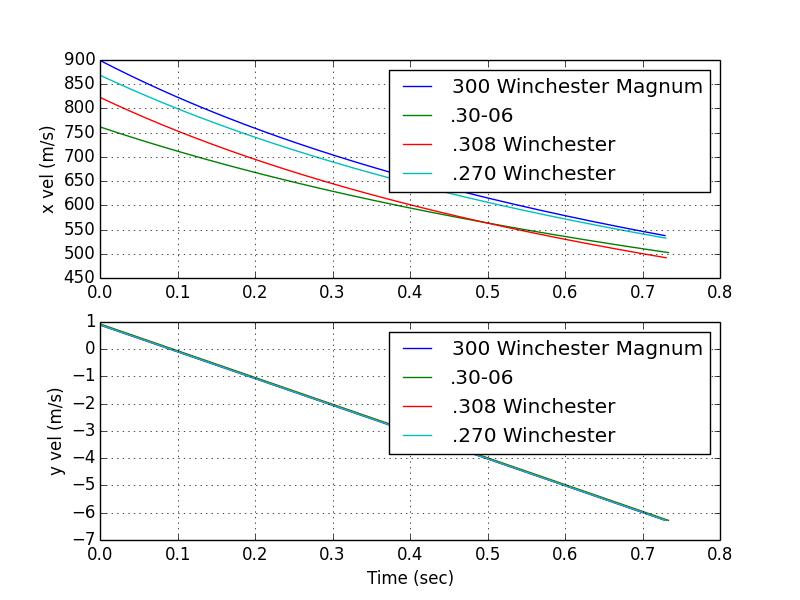 900
850
800
750
700
650
600
550
500
450
x vel (m/s)
300 Winchester Magnum
.30-06
.308 Winchester
.270 Winchester
0.0 0.1 0.2 0.3 0.4 0.5 0.6 0.7 0.8
1
0
−1
−2
−3
−4
−5
−6
−7
y vel (m/s)
300 Winchester Magnum
.30-06
.308 Winchester
.270 Winchester
0.0 0.1 0.2 0.3 0.4 0.5 0.6 0.7 0.8
Time (sec)